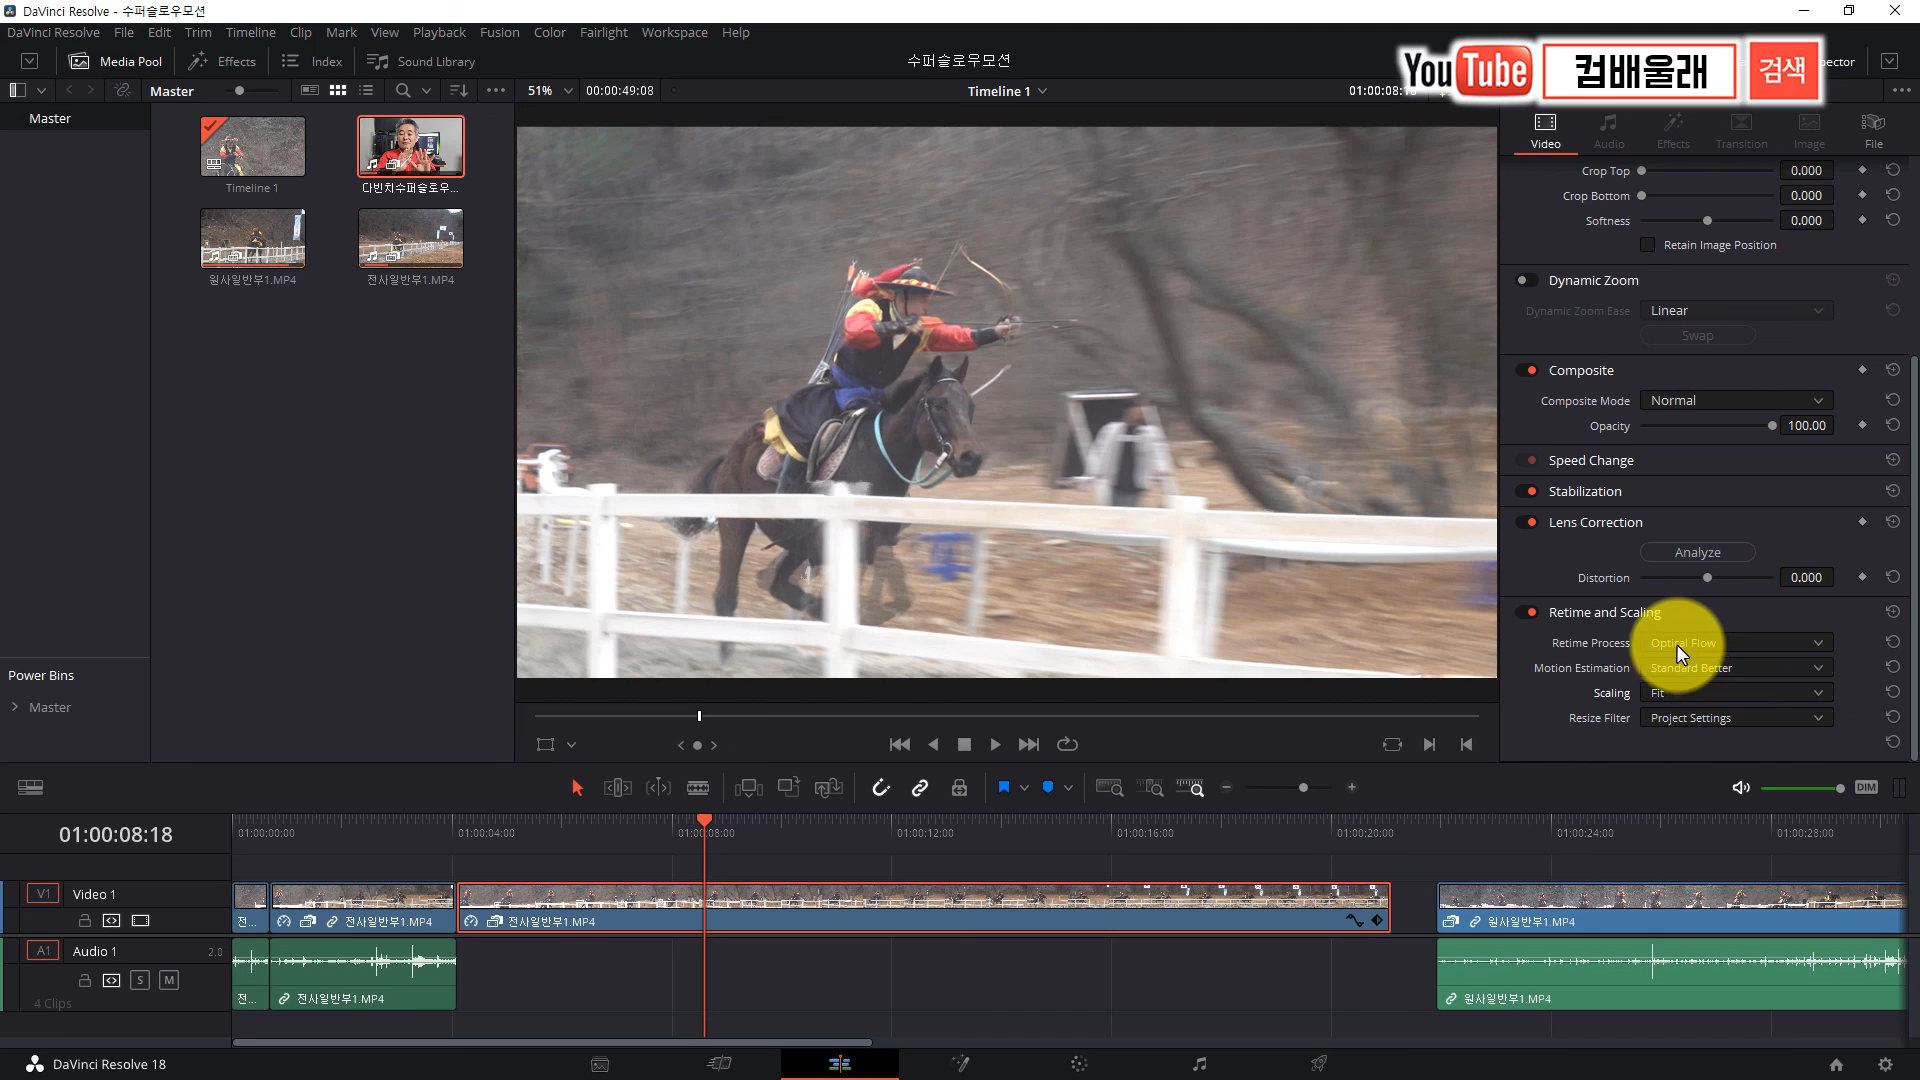 DaVinci Resolve - 수퍼슬로우모션
DaVinci Resolve File Edit Trim Timeline Clip Mark View Playback Fusion Color Fairlight Workspace Help
Media Pool Effects Index Sound Library 수퍼슬로우모션
YouTube 컴배울래 검색
Master 51% 00:00:49:08 Timeline 1
Master
Timeline 1
다빈치수퍼슬로우...
원사일반부1.MP4
전사일반부1.MP4
Video Audio Effects Transition Image File
Crop Top 0.000
Crop Bottom 0.000
Softness 0.000
Retain Image Position
Dynamic Zoom
Dynamic Zoom Ease Linear
Swap
Composite
Composite Mode Normal
Opacity 100.00
Speed Change
Stabilization
Lens Correction
Analyze
Distortion 0.000
Retime and Scaling
Retime Process Optical Flow
Motion Estimation Standard Better
Scaling Fit
Resize Filter Project Settings
Power Bins
Master
DIM
01:00:08:18
01:00:00:00 01:00:04:00 01:00:08:00 01:00:12:00 01:00:16:00 01:00:20:00 01:00:24:00 01:00:28:00
V1 Video 1
전... 전사일반부1.MP4 전사일반부1.MP4 원사일반부1.MP4
A1 Audio 1 2.0
S M
4 Clips
전... 전사일반부1.MP4 원사일반부1.MP4
DaVinci Resolve 18